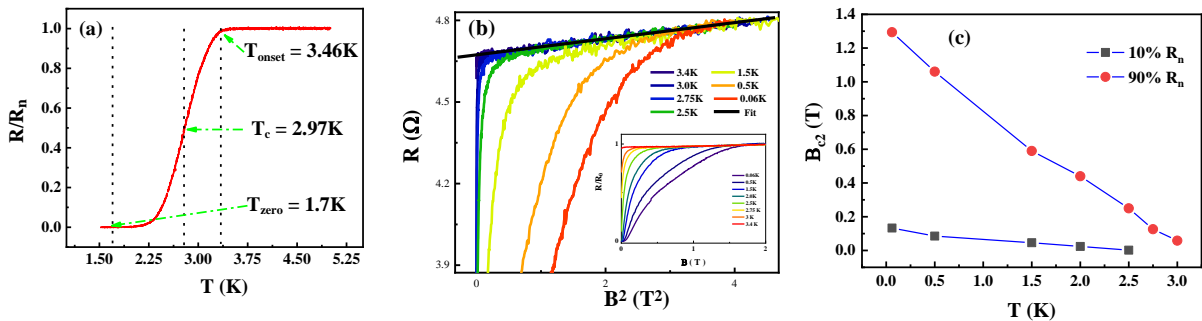 (a)
1.0
0.8
0.6
0.4
0.2
0.0
R/Rn
Tonset = 3.46K
Tc = 2.97K
Tzero = 1.7K
1.50 2.25 3.00 3.75 4.50 5.25
T (K)
(b)
4.8
4.5
4.2
3.9
R (Ω)
3.4K 1.5K
3.0K 0.5K
2.75K 0.06K
2.5K Fit
1
0
R/R0
0.06K
0.5K
1.5K
2.0K
2.5K
2.75 K
3 K
3.4 K
0 1 2
B (T)
0 2 4
B² (T²)
(c)
1.4
1.2
1.0
0.8
0.6
0.4
0.2
0.0
Bc2 (T)
10% Rn
90% Rn
0.0 0.5 1.0 1.5 2.0 2.5 3.0
T (K)